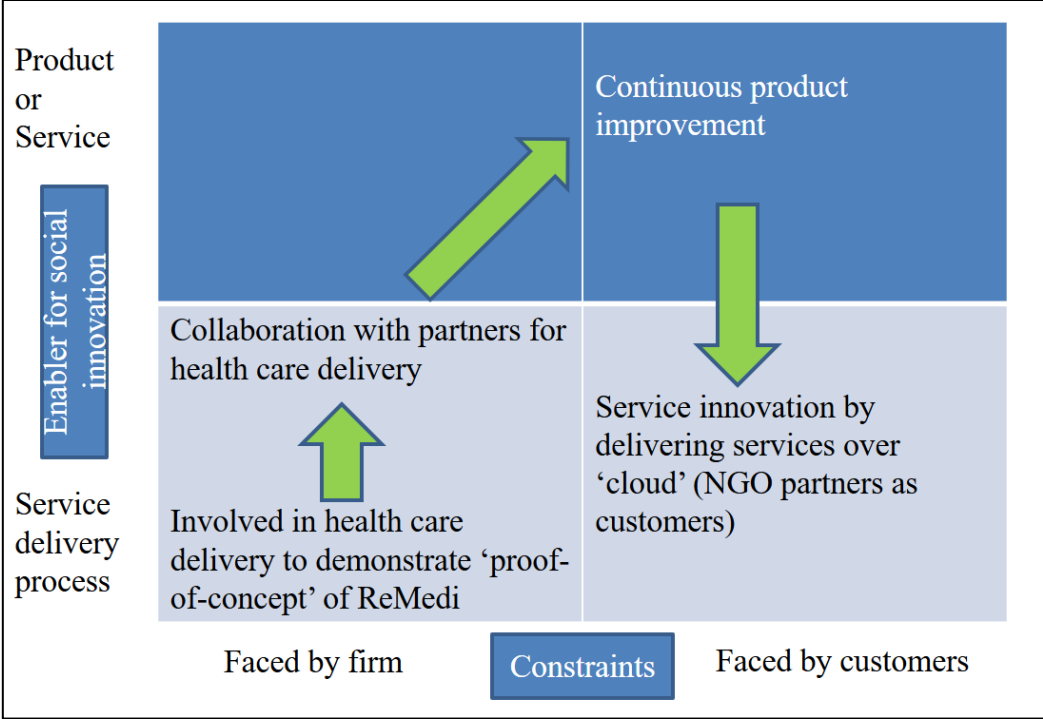 Product
or
Service
Continuous product
improvement
Enabler for social
innovation
Collaboration with partners for
health care delivery
Service innovation by
delivering services over
‘cloud’ (NGO partners as
customers)
Service
delivery
process
Involved in health care
delivery to demonstrate ‘proof-
of-concept’ of ReMedi
Faced by firm
Constraints
Faced by customers